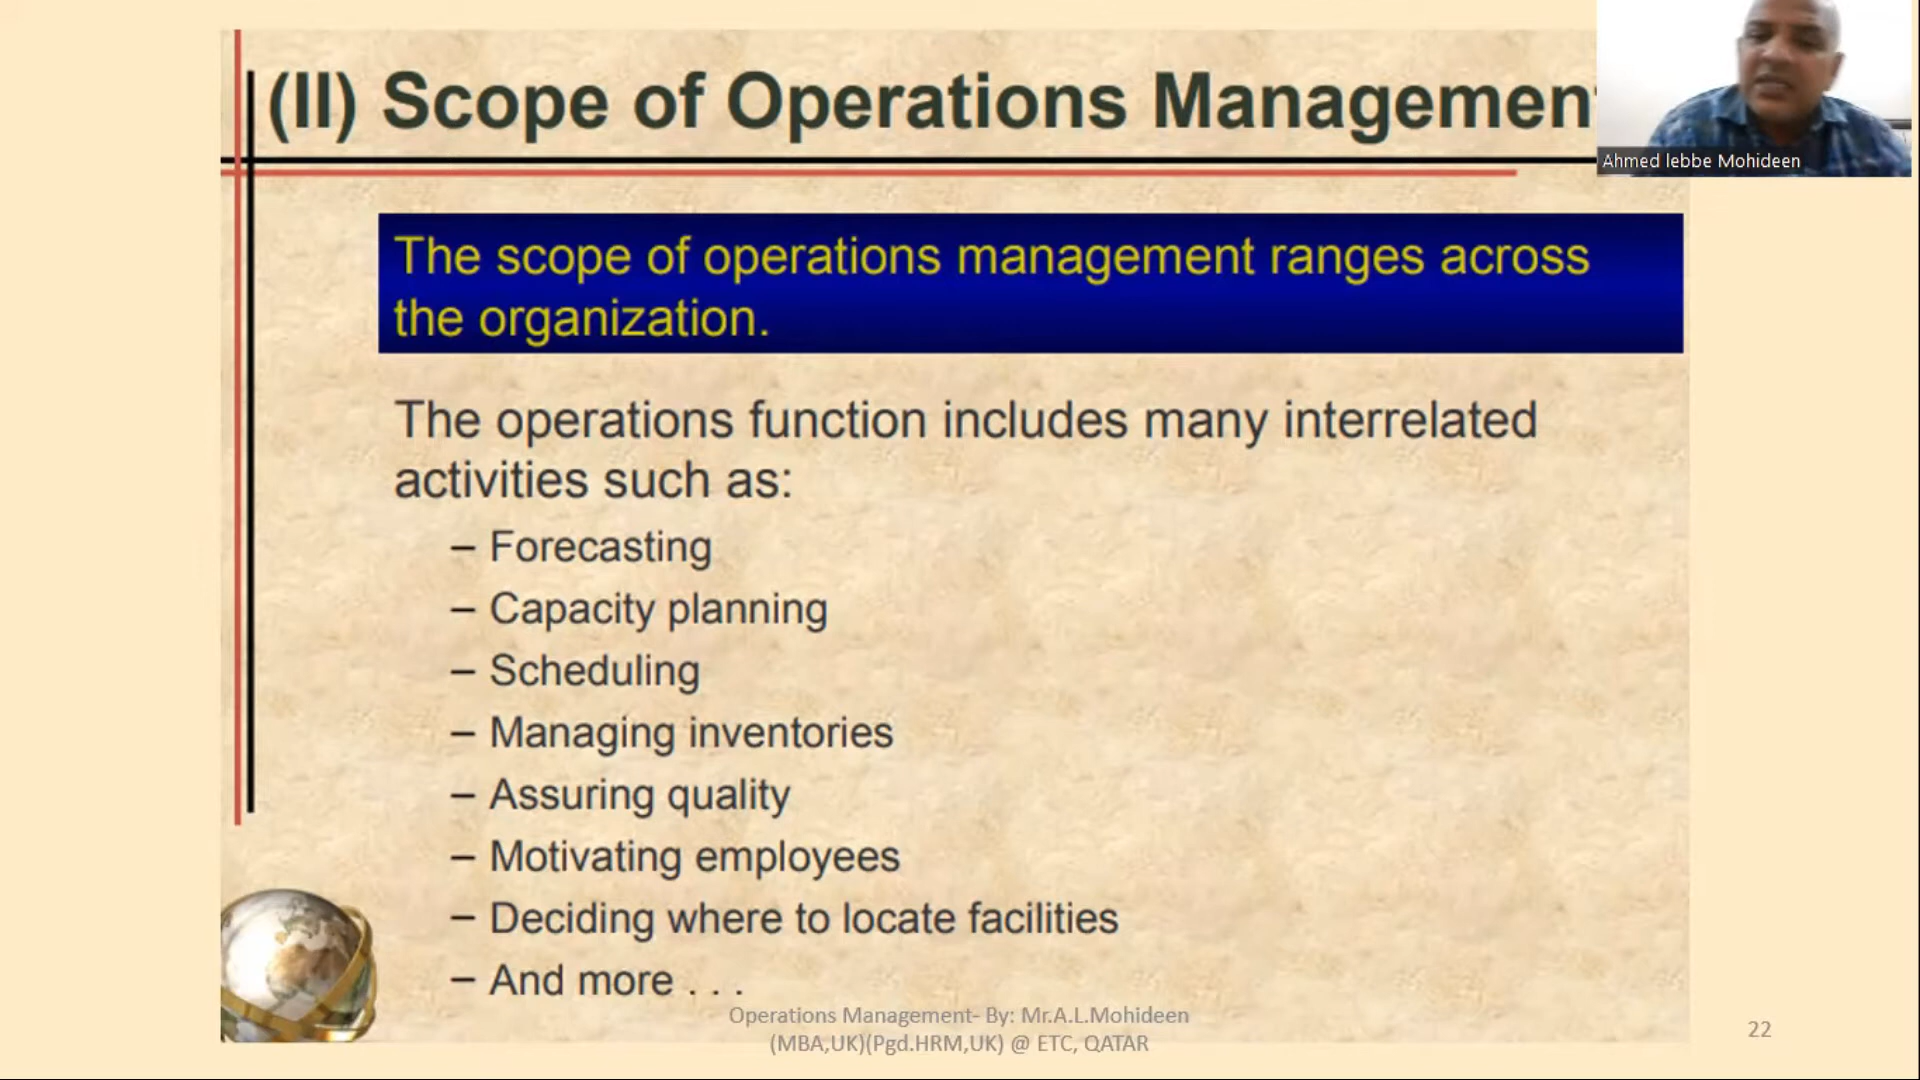 (II) Scope of Operations Managemen
Ahmed lebbe Mohideen
The scope of operations management ranges across
the organization.
The operations function includes many interrelated
activities such as:
– Forecasting
– Capacity planning
– Scheduling
– Managing inventories
– Assuring quality
– Motivating employees
– Deciding where to locate facilities
– And more . . .
Operations Management- By: Mr.A.L.Mohideen
(MBA,UK)(Pgd.HRM,UK) @ ETC, QATAR
22